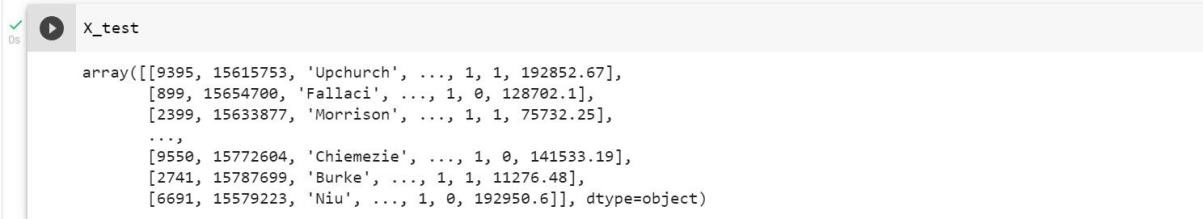 X_test
0s
array([[9395, 15615753, 'Upchurch', ..., 1, 1, 192852.67],
[899, 15654700, 'Fallaci', ..., 1, 0, 128702.1],
[2399, 15633877, 'Morrison', ..., 1, 1, 75732.25],
...,
[9550, 15772604, 'Chiemezie', ..., 1, 0, 141533.19],
[2741, 15787699, 'Burke', ..., 1, 1, 11276.48],
[6691, 15579223, 'Niu', ..., 1, 0, 192950.6]], dtype=object)